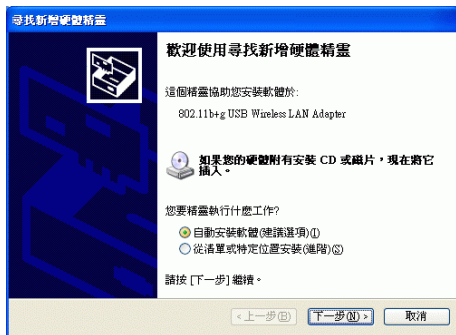 尋找新增硬體精靈
歡迎使用尋找新增硬體精靈
這個精靈協助您安裝軟體於:
802.11b+g USB Wireless LAN Adapter
如果您的硬體附有安裝 CD 或磁片，現在將它
插入。
您要精靈執行什麼工作?
自動安裝軟體(建議選項)(I)
從清單或特定位置安裝(進階)(S)
請按 [下一步] 繼續。
<上一步(B)
下一步(N)>
取消